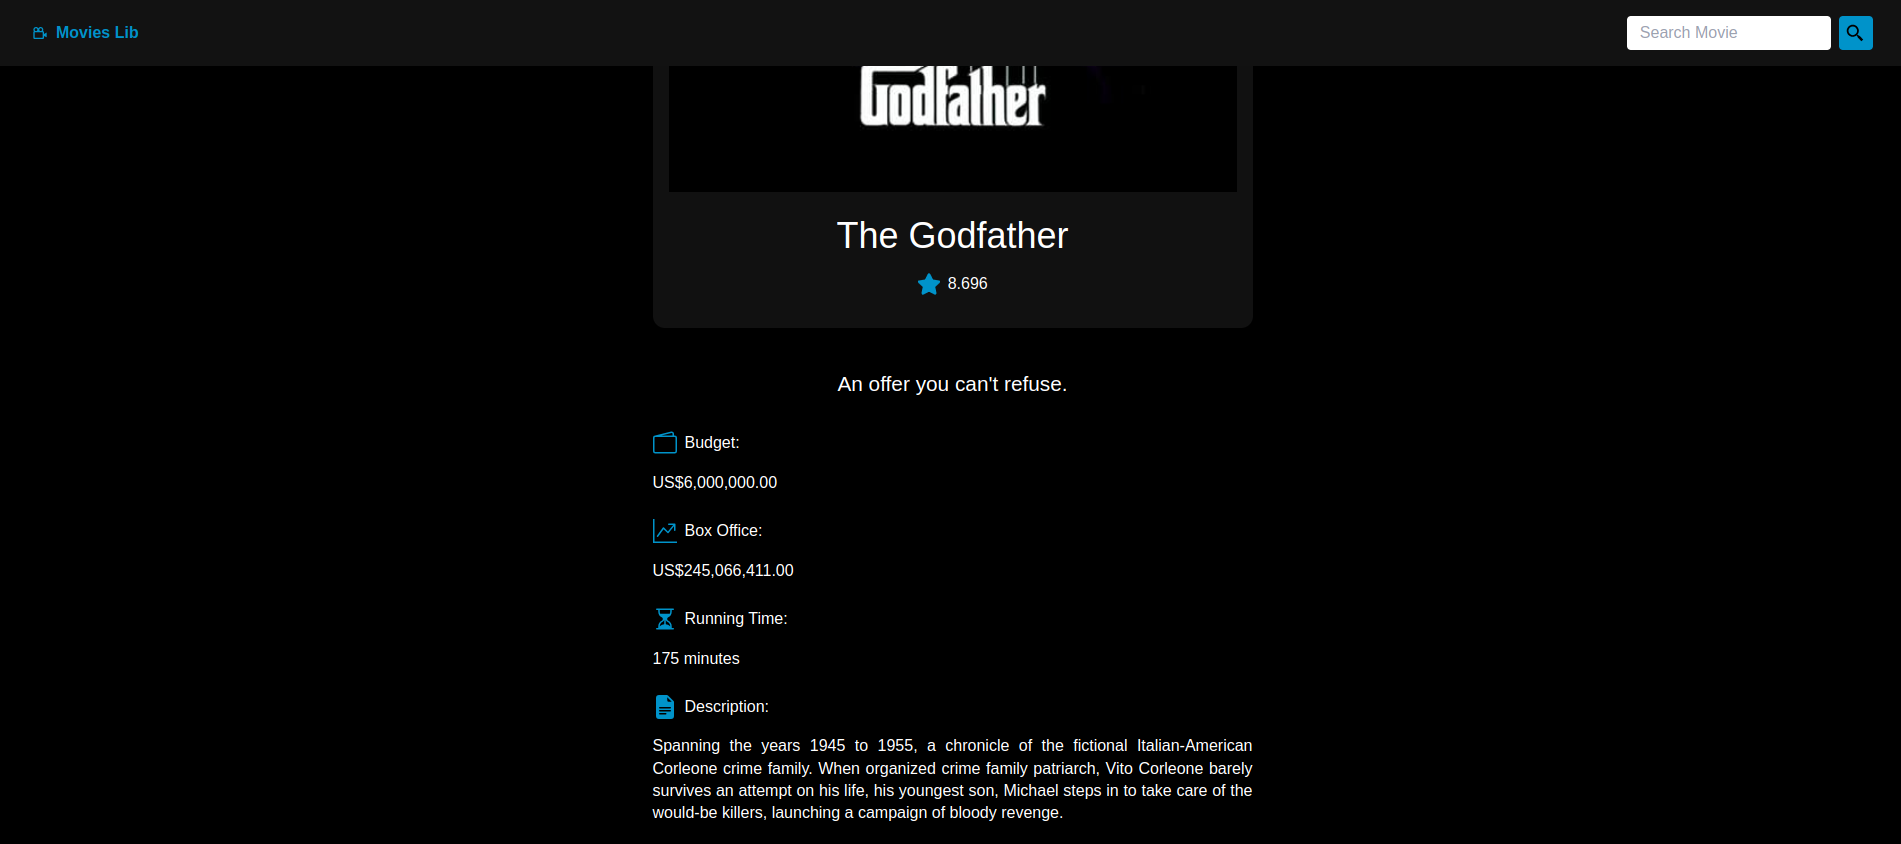 Movies Lib
Search Movie
Godfather
The Godfather
8.696
An offer you can't refuse.
Budget:
US$6,000,000.00
Box Office:
US$245,066,411.00
Running Time:
175 minutes
Description:
Spanning the years 1945 to 1955, a chronicle of the fictional Italian-American
Corleone crime family. When organized crime family patriarch, Vito Corleone barely
survives an attempt on his life, his youngest son, Michael steps in to take care of the
would-be killers, launching a campaign of bloody revenge.